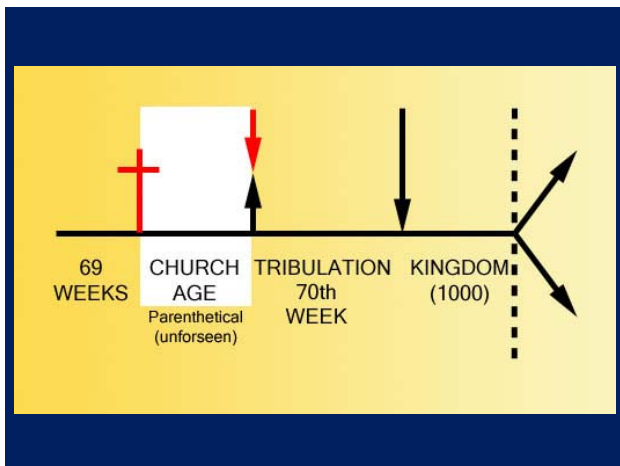 69
WEEKS
CHURCH
AGE
Parenthetical
(unforseen)
TRIBULATION
70th
WEEK
KINGDOM
(1000)